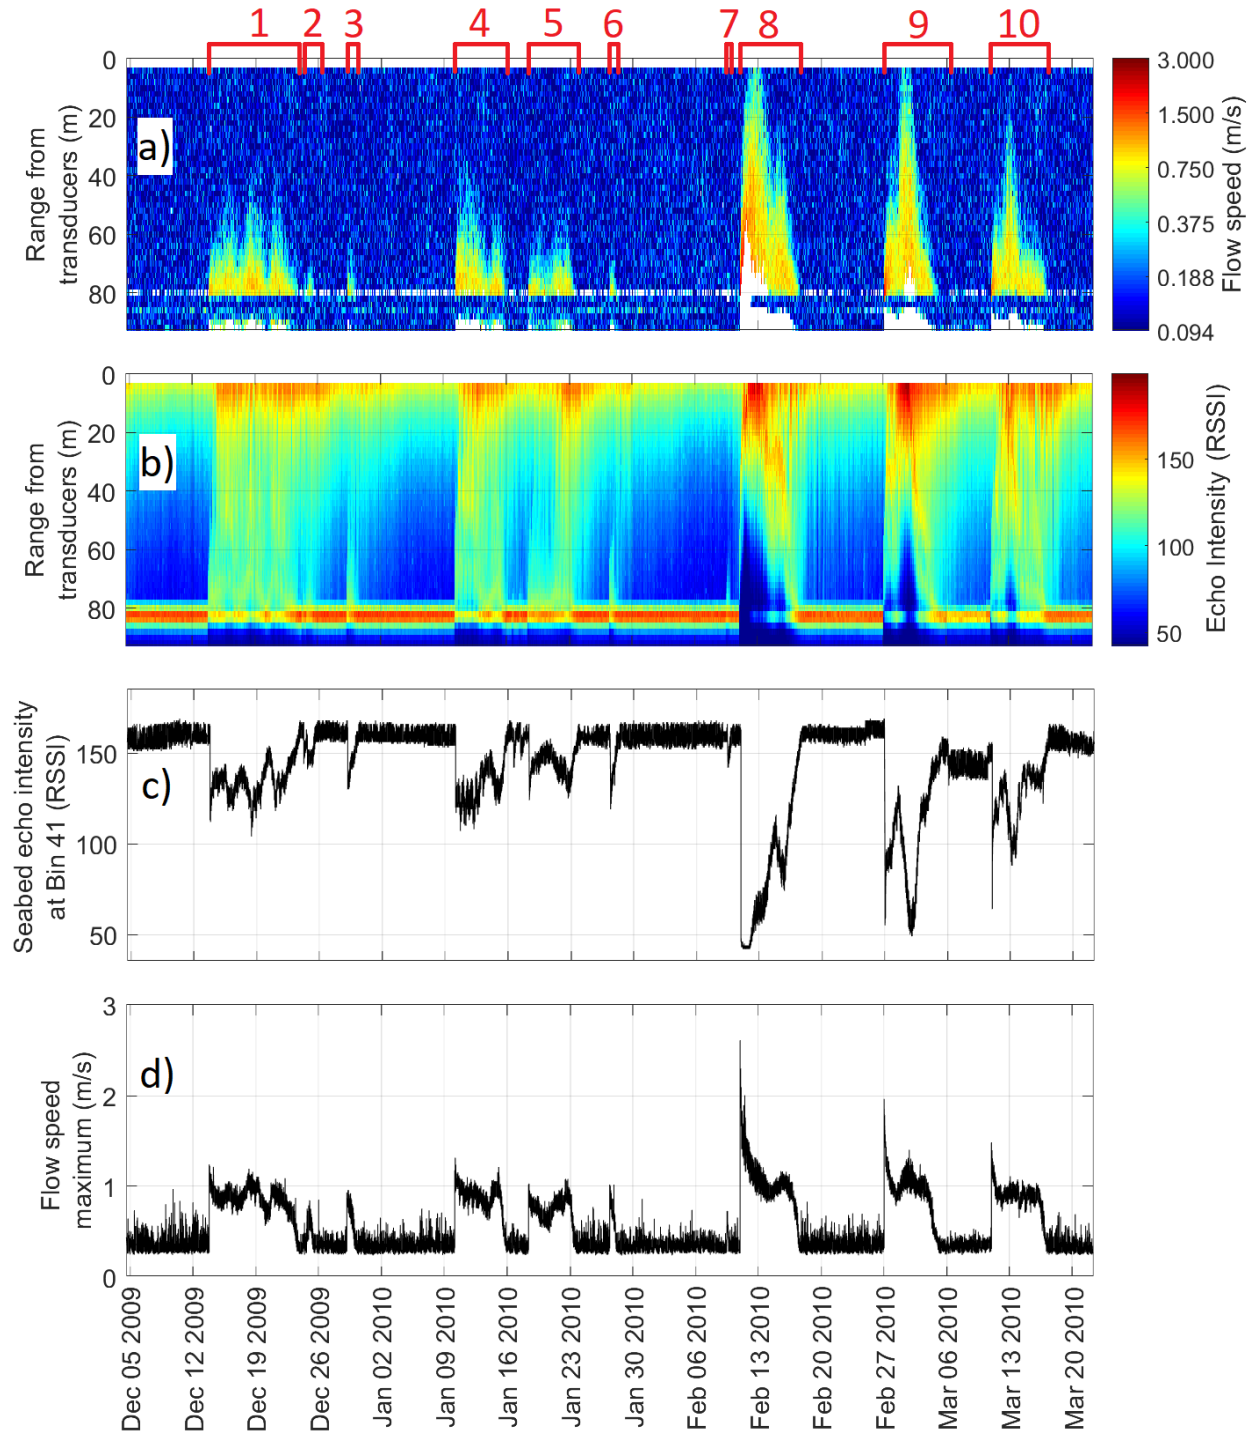 1 2 3 4 5 6 7 8 9 10
a)
Range from
transducers (m)
0
20
40
60
80
3.000
1.500
0.750
0.375
0.188
0.094
Flow speed (m/s)
b)
Range from
transducers (m)
0
20
40
60
80
150
100
50
Echo Intensity (RSSI)
c)
Seabed echo intensity
at Bin 41 (RSSI)
150
100
50
d)
Flow speed
maximum (m/s)
3
2
1
0
Dec 05 2009
Dec 12 2009
Dec 19 2009
Dec 26 2009
Jan 02 2010
Jan 09 2010
Jan 16 2010
Jan 23 2010
Jan 30 2010
Feb 06 2010
Feb 13 2010
Feb 20 2010
Feb 27 2010
Mar 06 2010
Mar 13 2010
Mar 20 2010